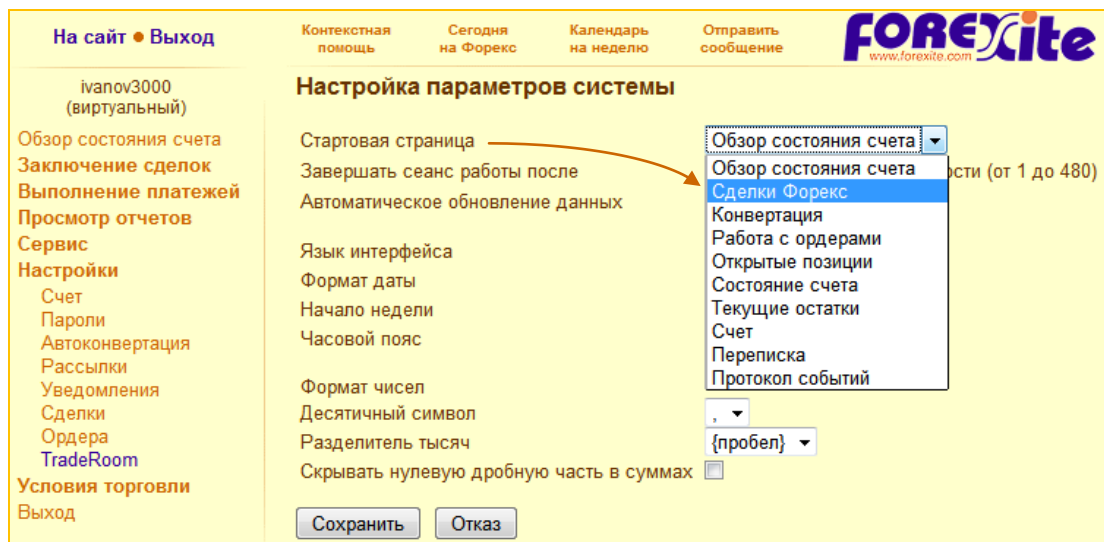 На сайт ● Выход
Контекстная помощь
Сегодня на Форекс
Календарь на неделю
Отправить сообщение
FOREXite
www.forexite.com
ivanov3000
(виртуальный)
Обзор состояния счета
Заключение сделок
Выполнение платежей
Просмотр отчетов
Сервис
Настройки
Счет
Пароли
Автоконвертация
Рассылки
Уведомления
Сделки
Ордера
TradeRoom
Условия торговли
Выход
Настройка параметров системы
Стартовая страница
Обзор состояния счета
Завершать сеанс работы после
(от 1 до 480)
Автоматическое обновление данных
Язык интерфейса
Формат даты
Начало недели
Часовой пояс
Формат чисел
Десятичный символ
,
Разделитель тысяч
{пробел}
Скрывать нулевую дробную часть в суммах
Обзор состояния счета
Сделки Форекс
Конвертация
Работа с ордерами
Открытые позиции
Состояние счета
Текущие остатки
Счет
Переписка
Протокол событий
Сохранить
Отказ